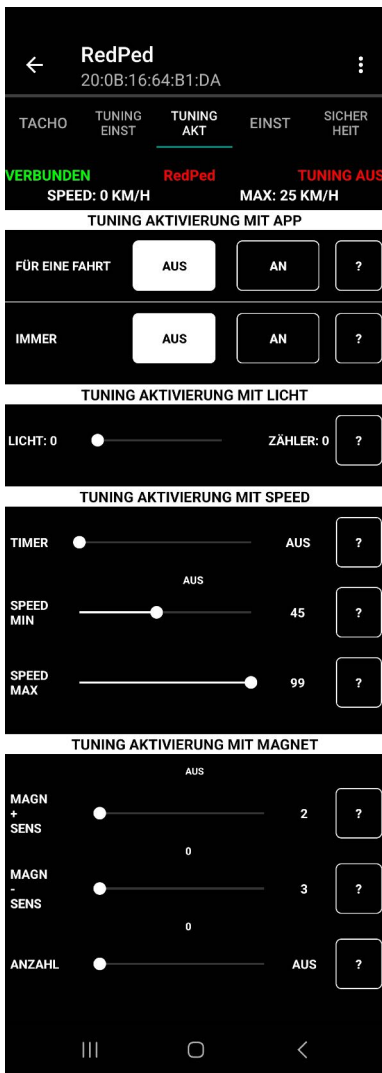 RedPed
20:0B:16:64:B1:DA
TACHO
TUNING
EINST
TUNING
AKT
EINST
SICHER
HEIT
VERBUNDEN RedPed TUNING AUS
SPEED: 0 KM/H MAX: 25 KM/H
TUNING AKTIVIERUNG MIT APP
FÜR EINE FAHRT AUS AN ?
IMMER AUS AN ?
TUNING AKTIVIERUNG MIT LICHT
LICHT: 0 ZÄHLER: 0 ?
TUNING AKTIVIERUNG MIT SPEED
TIMER AUS ?
AUS
SPEED
MIN
45 ?
SPEED
MAX
99 ?
TUNING AKTIVIERUNG MIT MAGNET
AUS
MAGN
+
SENS
2 ?
0
MAGN
-
SENS
3 ?
0
ANZAHL AUS ?